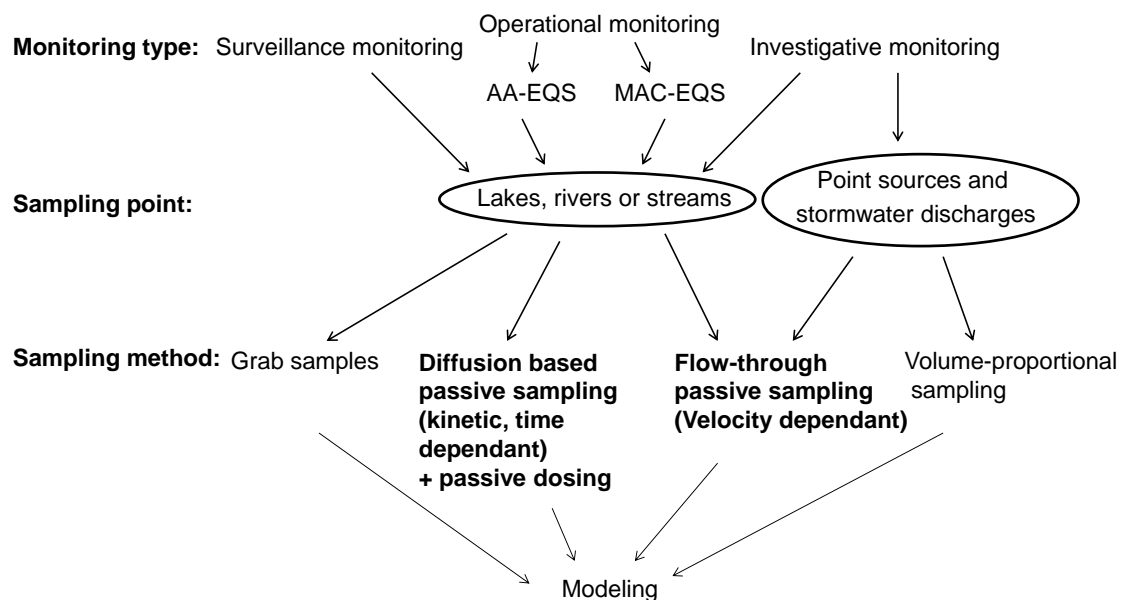 Operational monitoring
Monitoring type: Surveillance monitoring
Investigative monitoring
AA-EQS
MAC-EQS
Sampling point:
Lakes, rivers or streams
Point sources and
stormwater discharges
Sampling method: Grab samples
Diffusion based
passive sampling
(kinetic, time
dependant)
+ passive dosing
Flow-through
passive sampling
(Velocity dependant)
Volume-proportional
sampling
Modeling